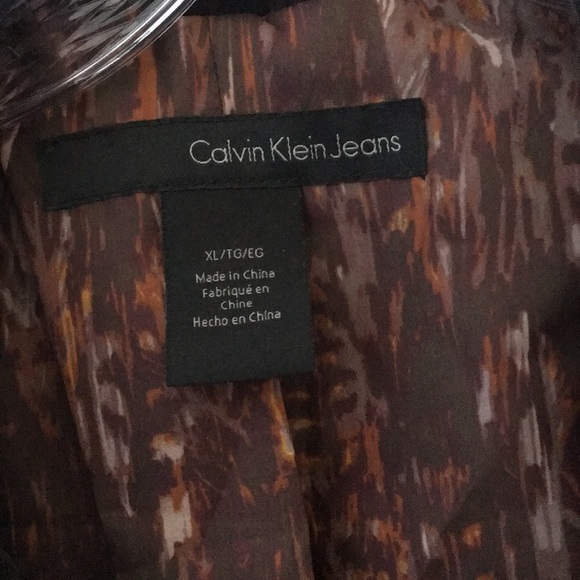 Calvin Klein Jeans
XL/TG/EG
Made in China
Fabriqué en
Chine
Hecho en China